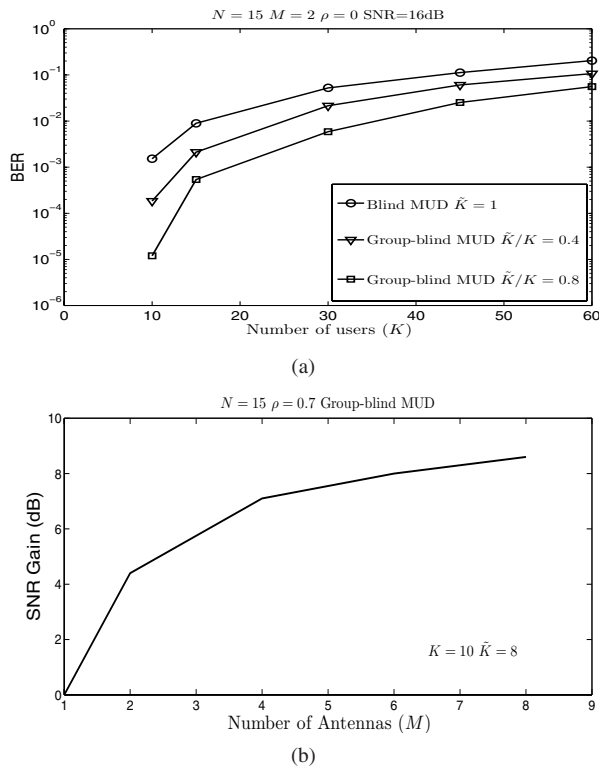 N = 15 M = 2 ρ = 0 SNR=16dB
10⁰
10⁻¹
10⁻²
10⁻³
10⁻⁴
10⁻⁵
10⁻⁶
BER
Blind MUD K̃ = 1
Group-blind MUD K̃/K = 0.4
Group-blind MUD K̃/K = 0.8
0 10 20 30 40 50 60
Number of users (K)
(a)
N = 15 ρ = 0.7 Group-blind MUD
10
8
6
4
2
0
SNR Gain (dB)
K = 10 K̃ = 8
1 2 3 4 5 6 7 8 9
Number of Antennas (M)
(b)